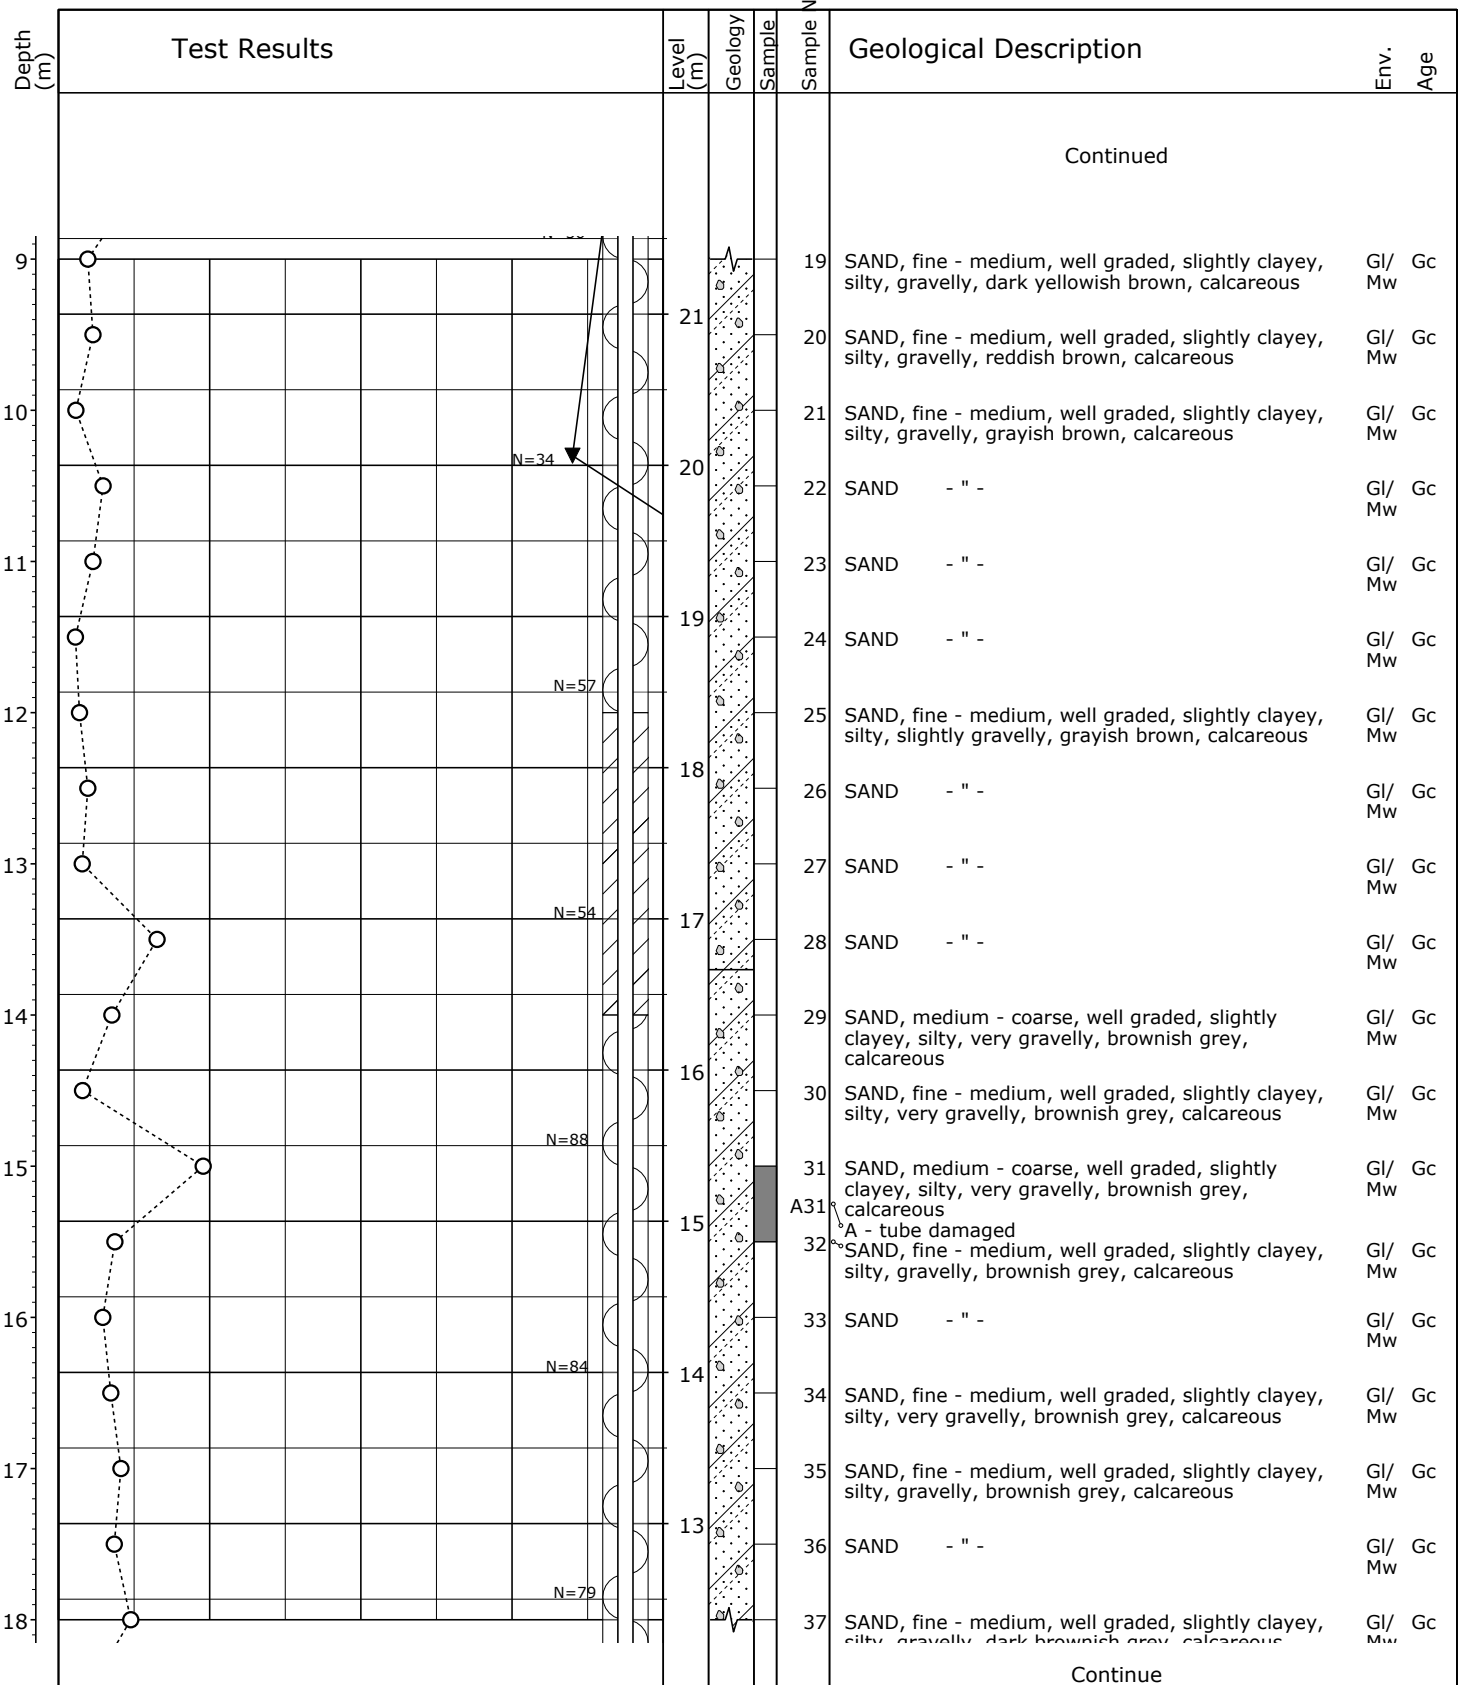 Depth (m)
Test Results
Level (m)
Geology
Sample
Sample N
Geological Description
Env.
Age
Continued
9
19 SAND, fine - medium, well graded, slightly clayey, Gl/ Gc
silty, gravelly, dark yellowish brown, calcareous Mw
21
20 SAND, fine - medium, well graded, slightly clayey, Gl/ Gc
silty, gravelly, reddish brown, calcareous Mw
10
21 SAND, fine - medium, well graded, slightly clayey, Gl/ Gc
silty, gravelly, grayish brown, calcareous Mw
N=34
20
22 SAND - " - Gl/ Gc
Mw
11
23 SAND - " - Gl/ Gc
Mw
19
24 SAND - " - Gl/ Gc
Mw
N=57
12
25 SAND, fine - medium, well graded, slightly clayey, Gl/ Gc
silty, slightly gravelly, grayish brown, calcareous Mw
18
26 SAND - " - Gl/ Gc
Mw
13
27 SAND - " - Gl/ Gc
Mw
N=54
17
28 SAND - " - Gl/ Gc
Mw
14
29 SAND, medium - coarse, well graded, slightly Gl/ Gc
clayey, silty, very gravelly, brownish grey, Mw
calcareous
16
30 SAND, fine - medium, well graded, slightly clayey, Gl/ Gc
silty, very gravelly, brownish grey, calcareous Mw
N=88
15
31 SAND, medium - coarse, well graded, slightly Gl/ Gc
clayey, silty, very gravelly, brownish grey, Mw
A31 calcareous
15
A - tube damaged
32 SAND, fine - medium, well graded, slightly clayey, Gl/ Gc
silty, gravelly, brownish grey, calcareous Mw
16
33 SAND - " - Gl/ Gc
Mw
N=84
14
34 SAND, fine - medium, well graded, slightly clayey, Gl/ Gc
silty, very gravelly, brownish grey, calcareous Mw
17
35 SAND, fine - medium, well graded, slightly clayey, Gl/ Gc
silty, gravelly, brownish grey, calcareous Mw
13
36 SAND - " - Gl/ Gc
Mw
N=79
18
37 SAND, fine - medium, well graded, slightly clayey, Gl/ Gc
silty, gravelly, dark brownish grey, calcareous Mw
Continue